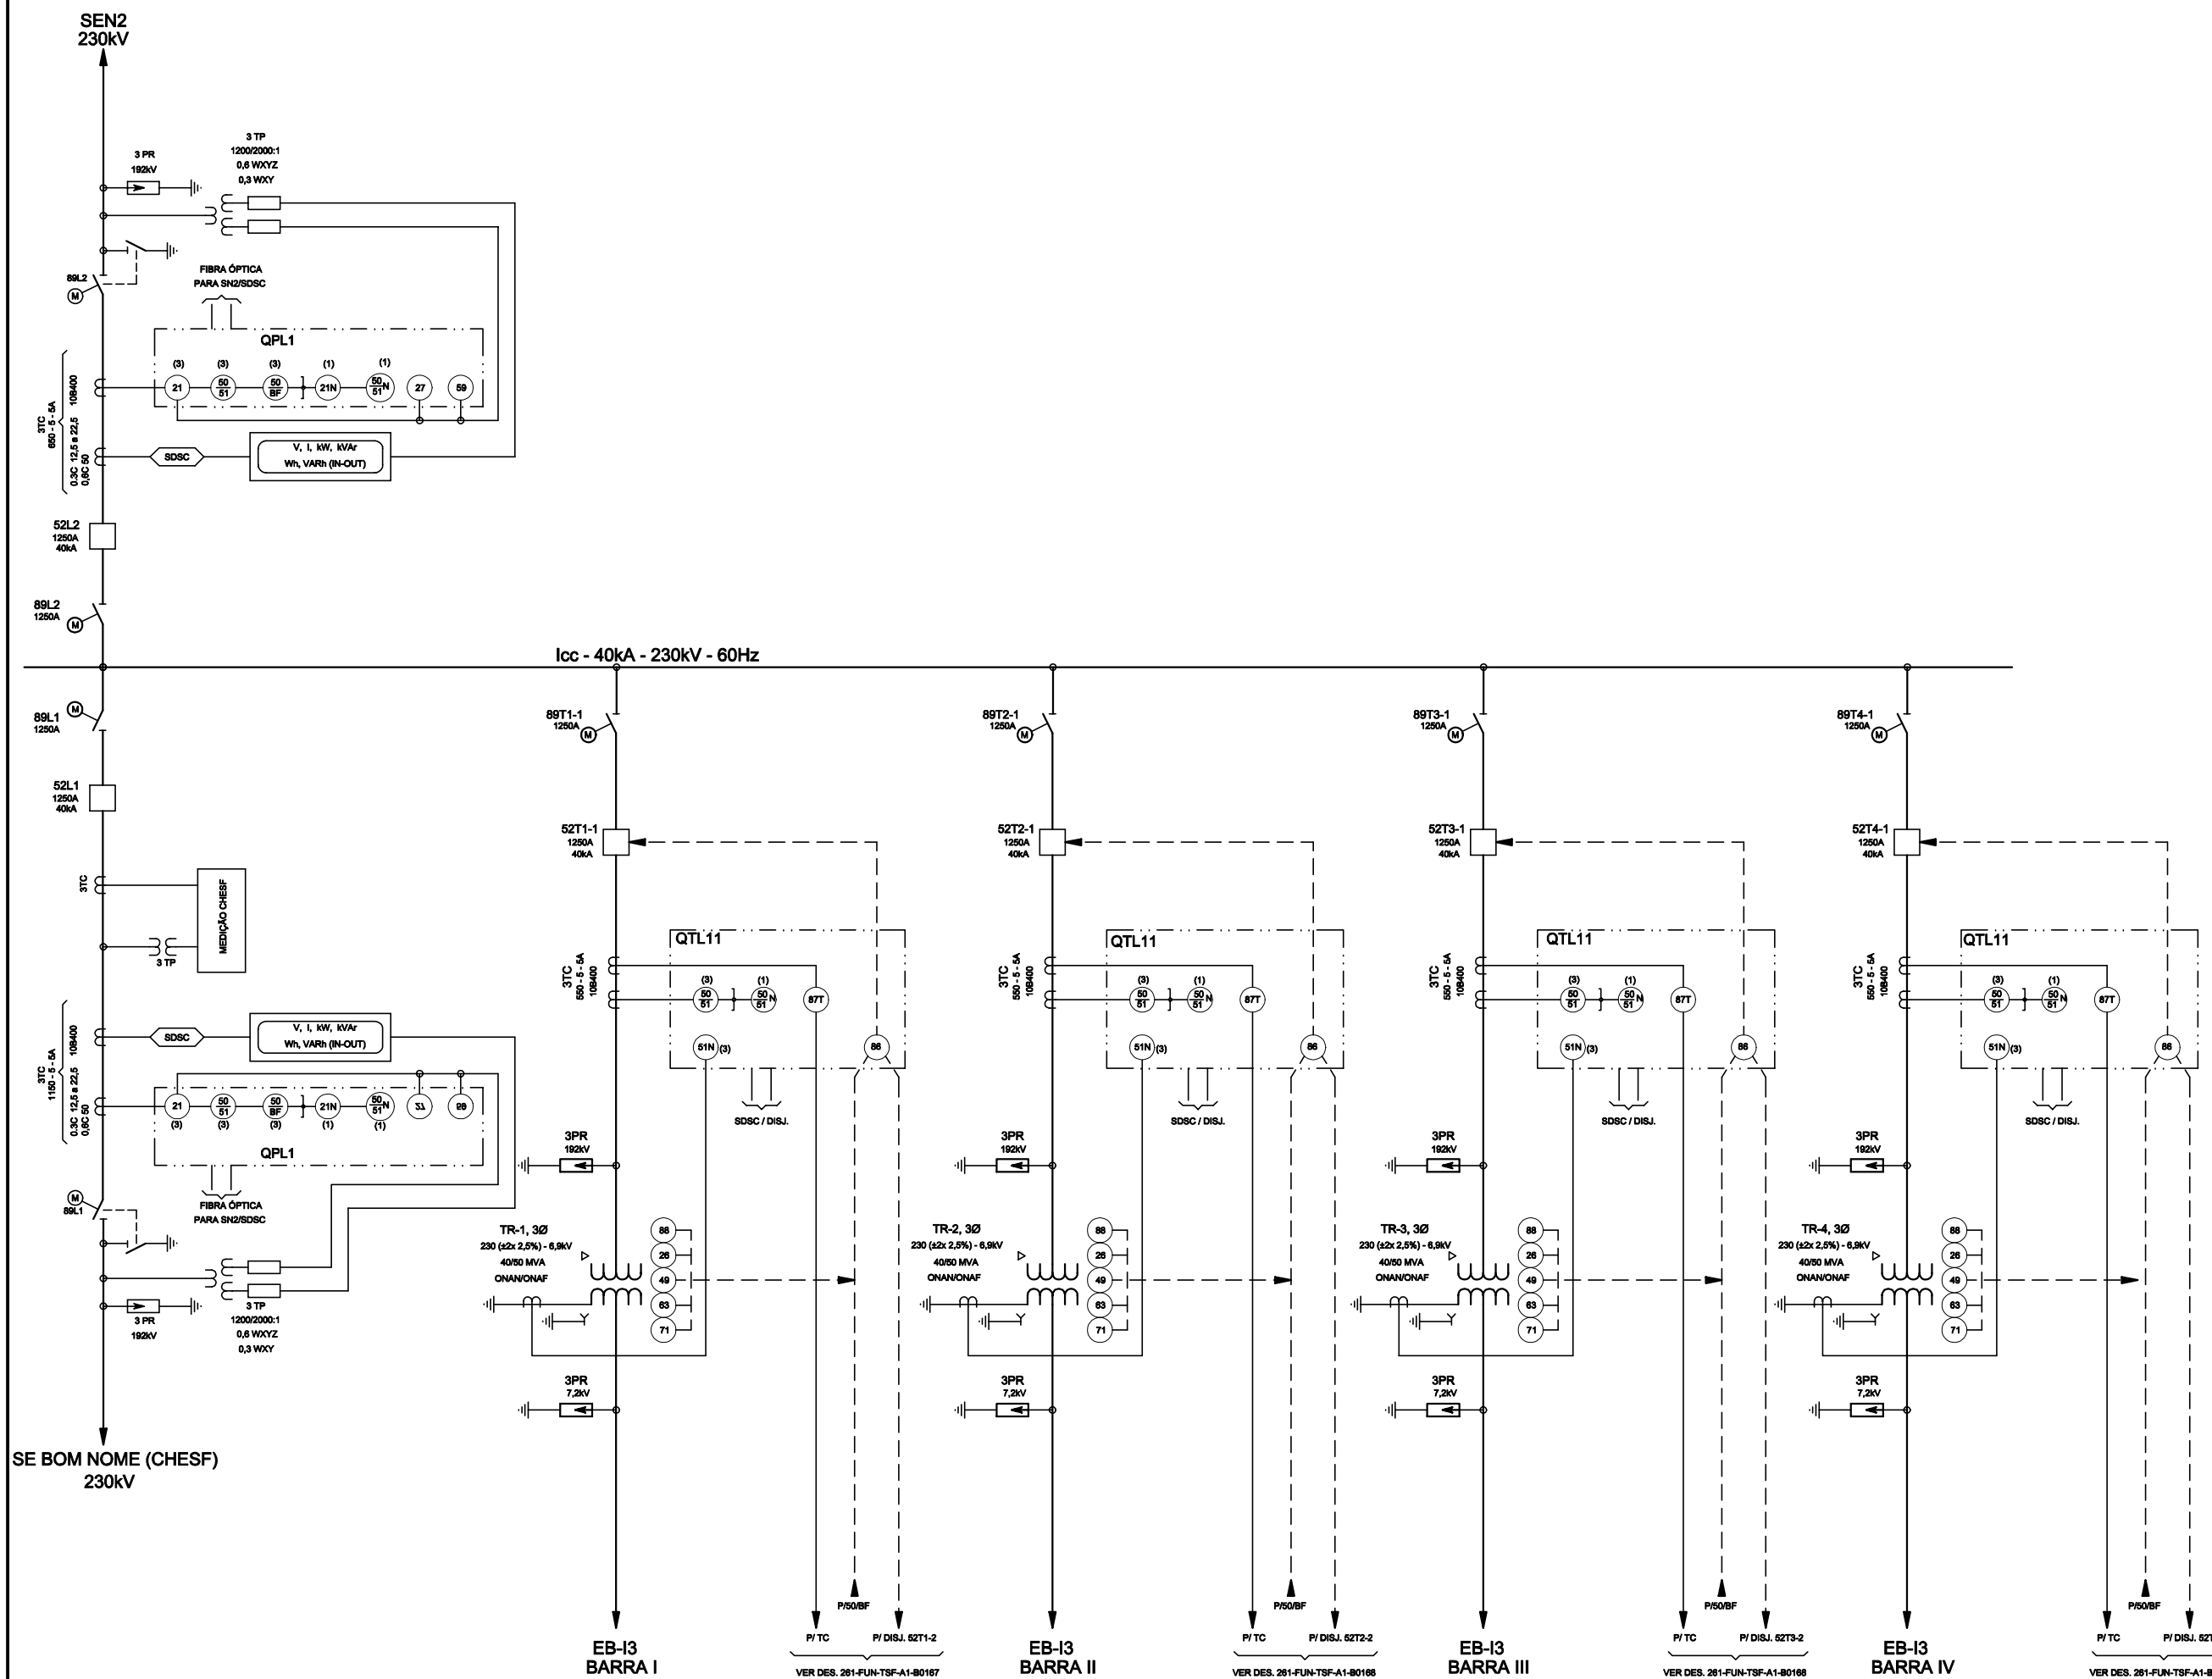 SEN2
230kV
3 PR
192kV
3 TP
1200/2000:1
0,6 WXYZ
0,3 WXY
89L2
M
FIBRA ÓPTICA
PARA SN2/SDSC
QPL1
(3) (3) (3) (1) (1)
21 50/51 50/BF 21N 50/51 N 27 59
3TC
650 - 5 - 5A
10B400
0.3C 12,5 a 22,5
0,6C 50
SDSC
V, I, kW, kVAr
Wh, VARh (IN-OUT)
52L2
1250A
40kA
89L2
1250A
M
Icc - 40kA - 230kV - 60Hz
89L1
1250A
M
52L1
1250A
40kA
3TC
MEDIÇÃO CHESF
3 TP
3TC
1150 - 5 - 5A
10B400
0.3C 12,5 a 22,5
0,6C 50
SDSC
V, I, kW, kVAr
Wh, VARh (IN-OUT)
21 50/51 50/BF 21N 50/51 N 27 59
(3) (3) (3) (1) (1)
QPL1
M
89L1
FIBRA ÓPTICA
PARA SN2/SDSC
3 PR
192kV
3 TP
1200/2000:1
0,6 WXYZ
0,3 WXY
SE BOM NOME (CHESF)
230kV
89T1-1
1250A
M
52T1-1
1250A
40kA
3TC
550 - 5 - 5A
10B400
QTL11
(3) (1)
50/51 50/51 N 87T
51N (3) 86
SDSC / DISJ.
3PR
192kV
TR-1, 3Ø
230 (±2x 2,5%) - 6,9kV
40/50 MVA
ONAN/ONAF
88
26
49
63
71
3PR
7,2kV
P/50/BF
EB-I3
BARRA I
P/ TC P/ DISJ. 52T1-2
VER DES. 261-FUN-TSF-A1-B0167
89T2-1
1250A
M
52T2-1
1250A
40kA
3TC
550 - 5 - 5A
10B400
QTL11
(3) (1)
50/51 50/51 N 87T
51N (3) 86
SDSC / DISJ.
3PR
192kV
TR-2, 3Ø
230 (±2x 2,5%) - 6,9kV
40/50 MVA
ONAN/ONAF
88
26
49
63
71
3PR
7,2kV
P/50/BF
EB-I3
BARRA II
P/ TC P/ DISJ. 52T2-2
VER DES. 261-FUN-TSF-A1-B0168
89T3-1
1250A
M
52T3-1
1250A
40kA
3TC
550 - 5 - 5A
10B400
QTL11
(3) (1)
50/51 50/51 N 87T
51N (3) 86
SDSC / DISJ.
3PR
192kV
TR-3, 3Ø
230 (±2x 2,5%) - 6,9kV
40/50 MVA
ONAN/ONAF
88
26
49
63
71
3PR
7,2kV
P/50/BF
EB-I3
BARRA III
P/ TC P/ DISJ. 52T3-2
VER DES. 261-FUN-TSF-A1-B0168
89T4-1
1250A
M
52T4-1
1250A
40kA
3TC
550 - 5 - 5A
10B400
QTL11
(3) (1)
50/51 50/51 N 87T
51N (3) 86
SDSC / DISJ.
3PR
192kV
TR-4, 3Ø
230 (±2x 2,5%) - 6,9kV
40/50 MVA
ONAN/ONAF
88
26
49
63
71
3PR
7,2kV
P/50/BF
EB-I3
BARRA IV
P/ TC P/ DISJ.
VER DES.